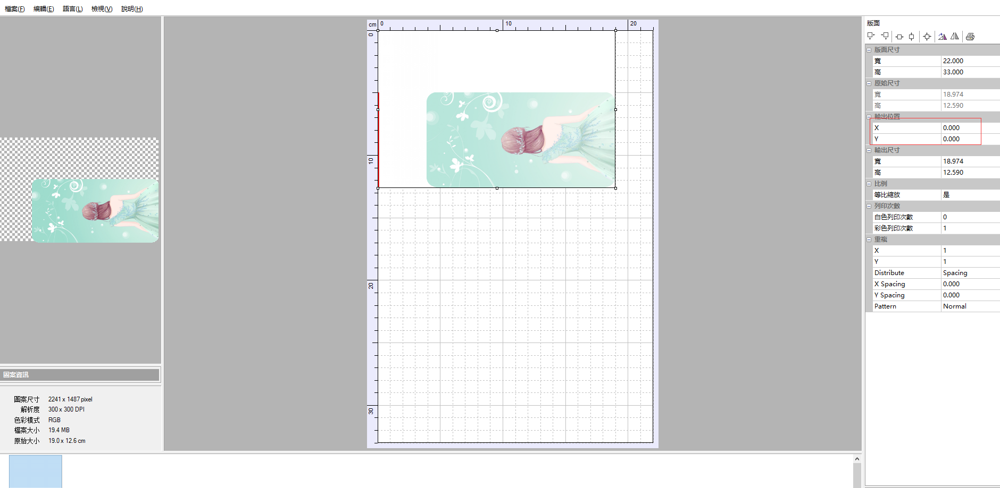 檔案(F) 編輯(E) 語言(L) 檢視(V) 說明(H)
圖案資訊
圖案尺寸 2241 x 1487 pixel
解析度 300 x 300 DPI
色彩模式 RGB
檔案大小 19.4 MB
原始大小 19.0 x 12.6 cm
cm 0 10 20
0
10
20
30
版面
版面尺寸
寬 22.000
高 33.000
原始尺寸
寬 18.974
高 12.590
輸出位置
X 0.000
Y 0.000
輸出尺寸
寬 18.974
高 12.590
比例
等比縮放 是
列印次數
白色列印次數 0
彩色列印次數 1
重複
X 1
Y 1
Distribute Spacing
X Spacing 0.000
Y Spacing 0.000
Pattern Normal